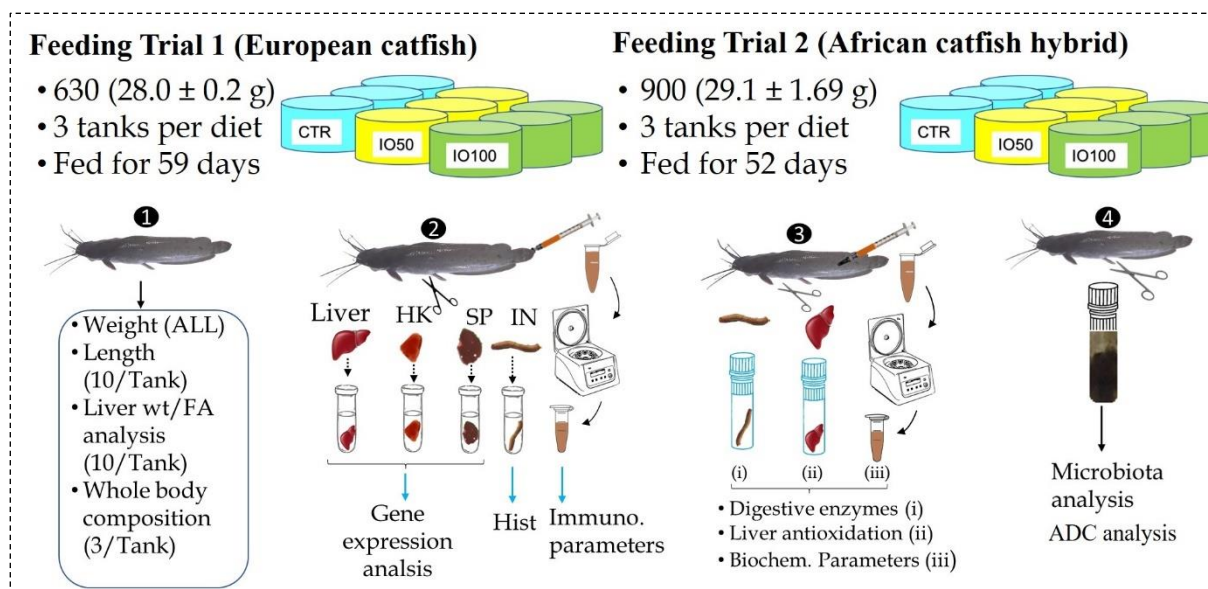 Feeding Trial 1 (European catfish)
• 630 (28.0 ± 0.2 g)
• 3 tanks per diet
• Fed for 59 days
CTR
IO50
IO100
Feeding Trial 2 (African catfish hybrid)
• 900 (29.1 ± 1.69 g)
• 3 tanks per diet
• Fed for 52 days
CTR
IO50
IO100
1
• Weight (ALL)
• Length
(10/Tank)
• Liver wt/FA
analysis
(10/Tank)
• Whole body
composition
(3/Tank)
2
Liver HK SP IN
Gene
expression
analsis
Hist
Immuno.
parameters
3
(i) (ii) (iii)
• Digestive enzymes (i)
• Liver antioxidation (ii)
• Biochem. Parameters (iii)
4
Microbiota
analysis
ADC analysis